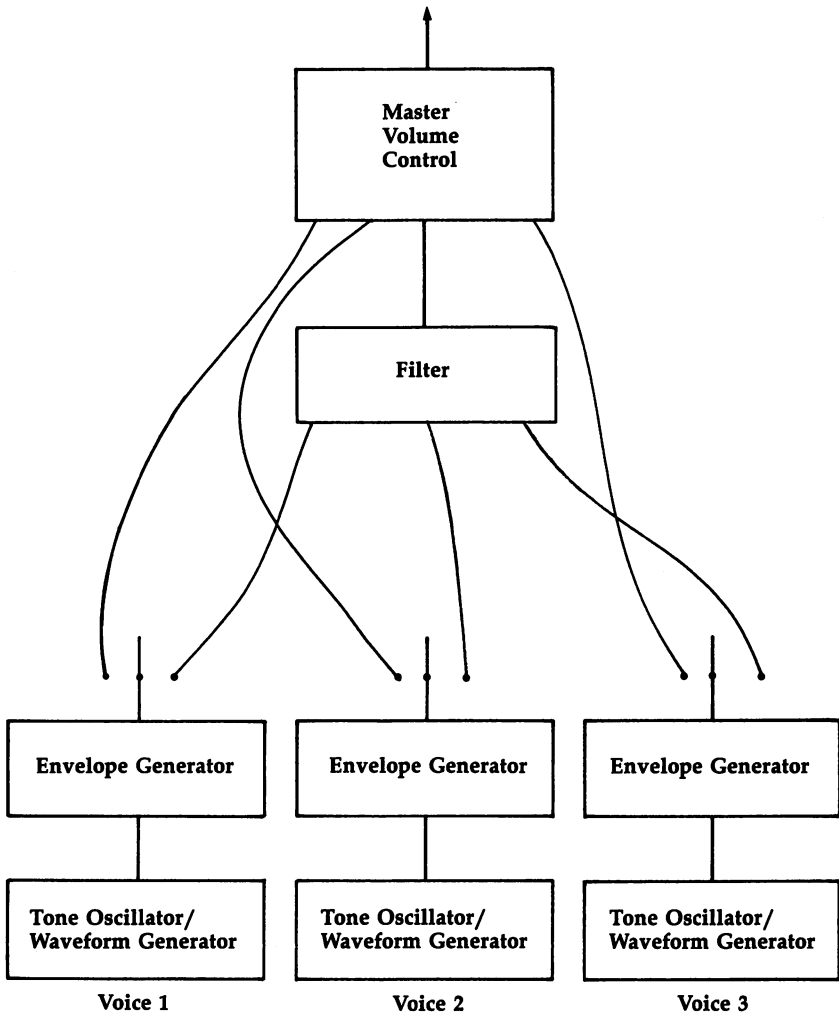 Master
Volume
Control
Filter
Envelope Generator
Envelope Generator
Envelope Generator
Tone Oscillator/
Waveform Generator
Tone Oscillator/
Waveform Generator
Tone Oscillator/
Waveform Generator
Voice 1
Voice 2
Voice 3